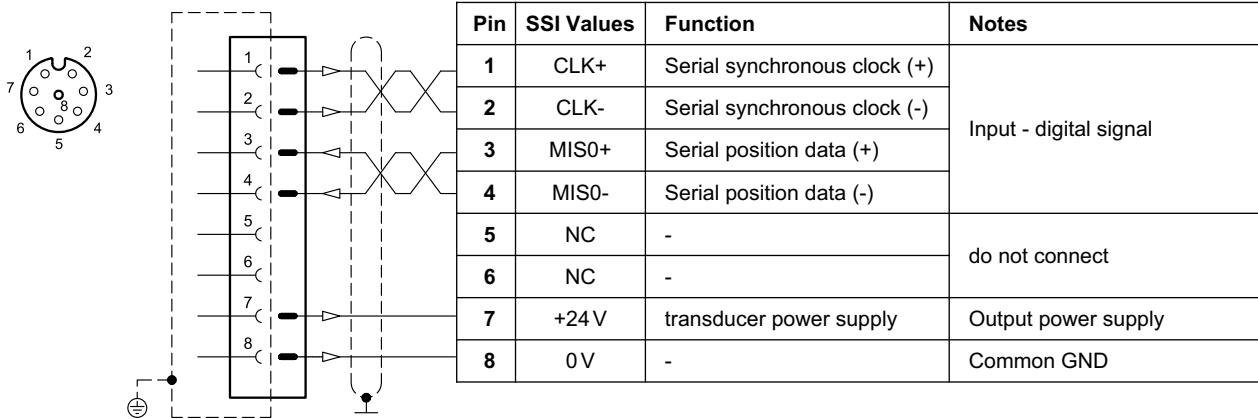 1 2
7 8 3
6 4
5
1
2
3
4
5
6
7
8
Pin SSI Values Function Notes
1 CLK+ Serial synchronous clock (+) Input - digital signal
2 CLK- Serial synchronous clock (-)
3 MIS0+ Serial position data (+)
4 MIS0- Serial position data (-)
5 NC - do not connect
6 NC -
7 +24 V transducer power supply Output power supply
8 0 V - Common GND